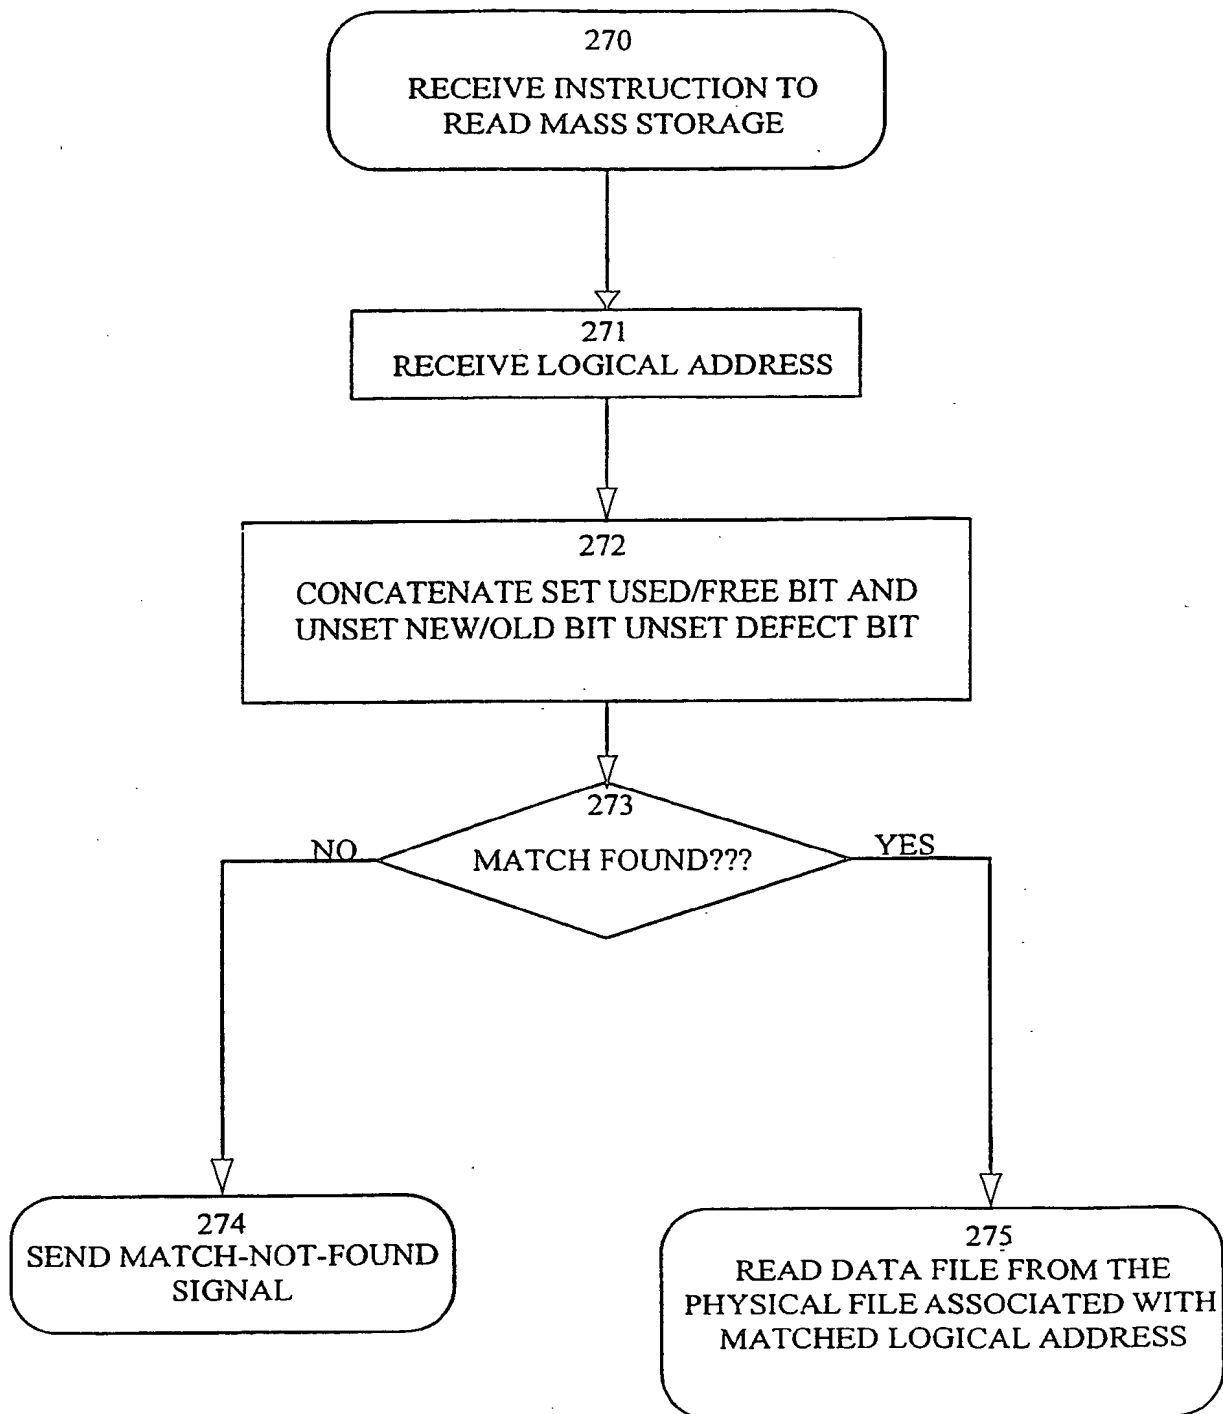 270
RECEIVE INSTRUCTION TO
READ MASS STORAGE
271
RECEIVE LOGICAL ADDRESS
272
CONCATENATE SET USED/FREE BIT AND
UNSET NEW/OLD BIT UNSET DEFECT BIT
273
MATCH FOUND???
NO
YES
274
SEND MATCH-NOT-FOUND
SIGNAL
275
READ DATA FILE FROM THE
PHYSICAL FILE ASSOCIATED WITH
MATCHED LOGICAL ADDRESS